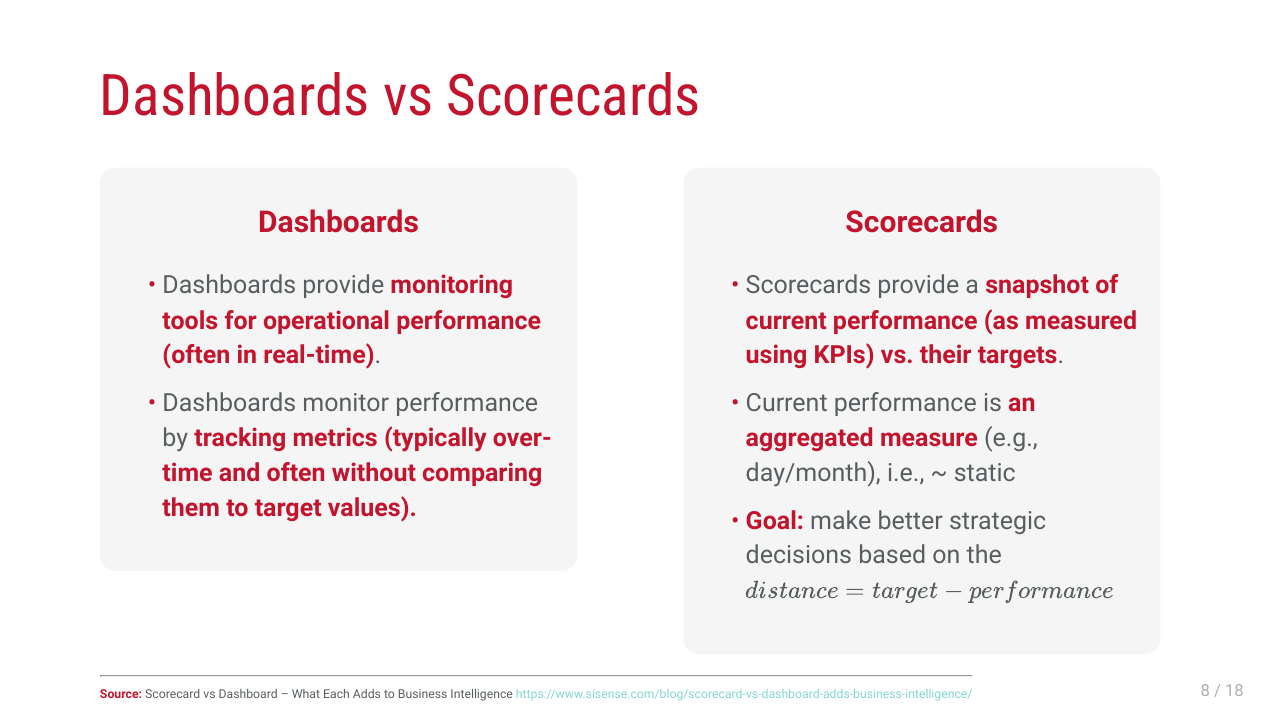 Dashboards vs Scorecards
Dashboards
• Dashboards provide monitoring
tools for operational performance
(often in real-time).
• Dashboards monitor performance
by tracking metrics (typically over-
time and often without comparing
them to target values).
Scorecards
• Scorecards provide a snapshot of
current performance (as measured
using KPIs) vs. their targets.
• Current performance is an
aggregated measure (e.g.,
day/month), i.e., ~ static
• Goal: make better strategic
decisions based on the
distance = target − performance
Source: Scorecard vs Dashboard – What Each Adds to Business Intelligence https://www.sisense.com/blog/scorecard-vs-dashboard-adds-business-intelligence/
8 / 18